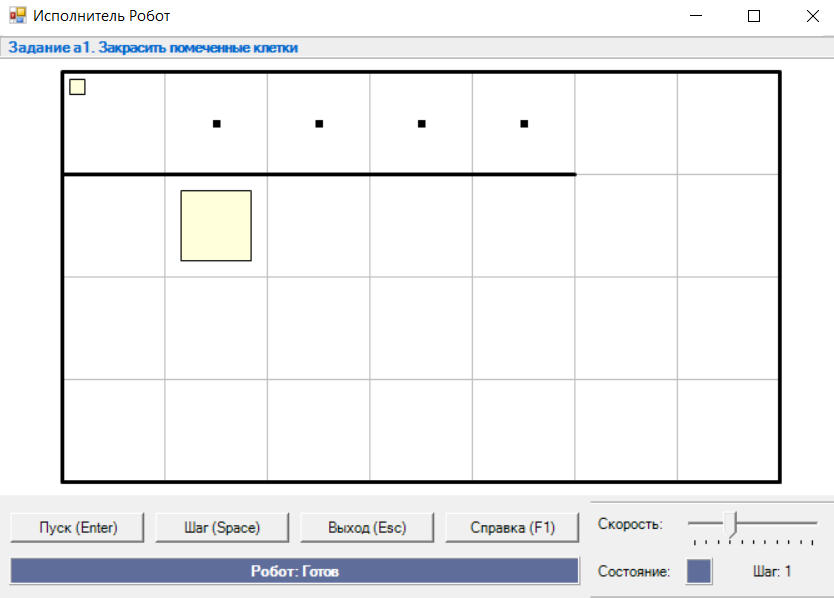 Исполнитель Робот
Задание a1. Закрасить помеченные клетки
Пуск (Enter)
Шаг (Space)
Выход (Esc)
Справка (F1)
Скорость:
Робот: Готов
Состояние:
Шаг: 1